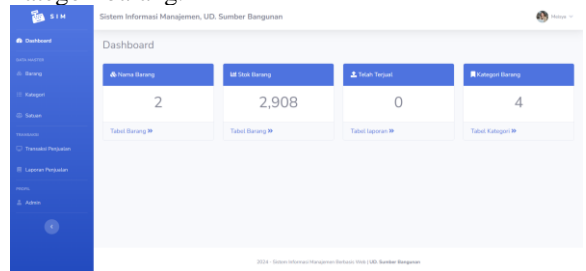 SIM
Sistem Informasi Manajemen, UD. Sumber Bangunan
Dashboard
Dashboard
Barang
Kategori
Satuan
Transaksi Penjualan
Laporan Penjualan
Admin
Nama Barang
2
Tabel Barang
Stok Barang
2,908
Tabel Barang
Telah Terjual
0
Tabel laporan
Kategori Barang
4
Tabel Kategori
2024 - Sistem Informasi Manajemen Berbasis Web | UD. Sumber Bangunan